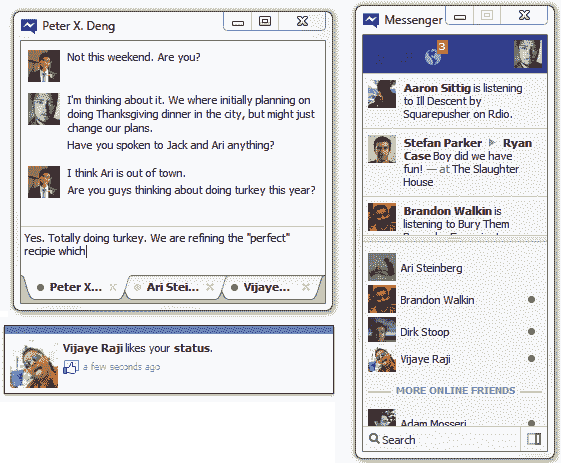 Peter X. Deng
Not this weekend. Are you?
I'm thinking about it. We where initially planning on
doing Thanksgiving dinner in the city, but might just
change our plans.
Have you spoken to Jack and Ari anything?
I think Ari is out of town.
Are you guys thinking about doing turkey this year?
Yes. Totally doing turkey. We are refining the "perfect"
recipie which
Peter X...
Ari Stei...
Vijaye...
Vijaye Raji likes your status.
a few seconds ago
Messenger
3
Aaron Sittig is listening
to Ill Descent by
Squarepusher on Rdio.
Stefan Parker Ryan
Case Boy did we have
fun! — at The Slaughter
House
Brandon Walkin is
listening to Bury Them
Ari Steinberg
Brandon Walkin
Dirk Stoop
Vijaye Raji
MORE ONLINE FRIENDS
Adam Mosseri
Search